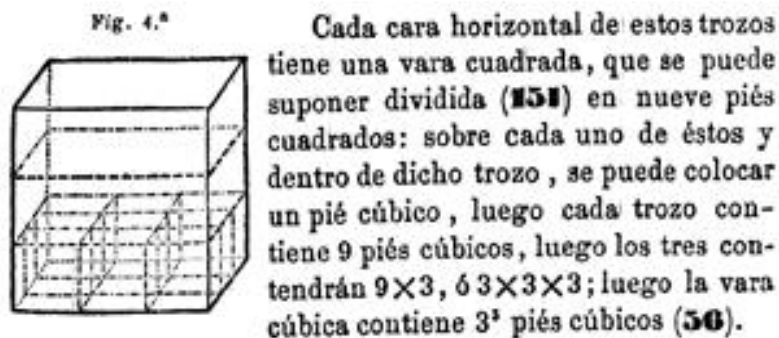 Fig. 4.ª
Cada cara horizontal de estos trozos
tiene una vara cuadrada, que se puede
suponer dividida (151) en nueve piés
cuadrados: sobre cada uno de éstos y
dentro de dicho trozo, se puede colocar
un pié cúbico, luego cada trozo con-
tiene 9 piés cúbicos, luego los tres con-
tendrán 9×3, ó 3×3×3; luego la vara
cúbica contiene 3³ piés cúbicos (56).